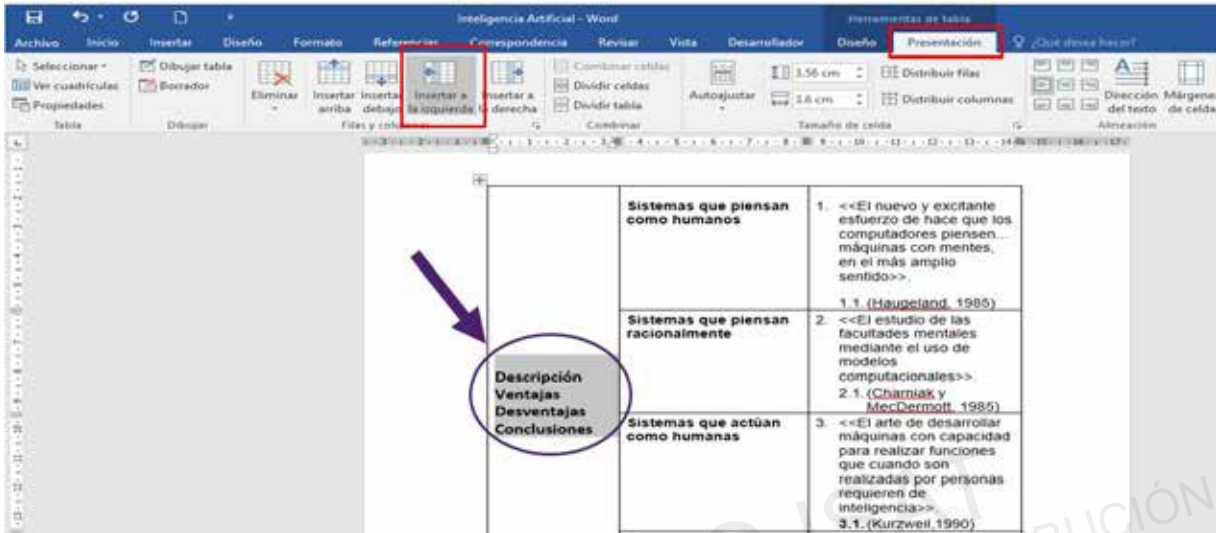 Inteligencia Artificial - Word
Herramientas de tabla
Archivo Inicio Insertar Diseño Formato Referencias Correspondencia Revisar Vista Desarrollador Diseño Presentación ¿Qué desea hacer?
Seleccionar
Ver cuadrículas
Propiedades
Tabla
Dibujar tabla
Borrador
Dibujar
Eliminar
Insertar arriba
Insertar debajo
Insertar a la izquierda
Insertar a la derecha
Filas y columnas
Combinar celdas
Dividir celdas
Dividir tabla
Combinar
Autoajustar
3.56 cm
3.8 cm
Distribuir filas
Distribuir columnas
Tamaño de celda
Dirección del texto
Márgenes de celda
Alineación
Descripción
Ventajas
Desventajas
Conclusiones
Sistemas que piensan
como humanos
1. <<El nuevo y excitante
esfuerzo de hace que los
computadores piensen...
máquinas con mentes,
en el más amplio
sentido>>.
1.1. (Haugeland, 1985)
Sistemas que piensan
racionalmente
2. <<El estudio de las
facultades mentales
mediante el uso de
modelos
computacionales>>.
2.1. (Charniak y
MecDermott, 1985)
Sistemas que actúan
como humanas
3. <<El arte de desarrollar
máquinas con capacidad
para realizar funciones
que cuando son
realizadas por personas
requieren de
inteligencia>>.
3.1. (Kurzweil,1990)